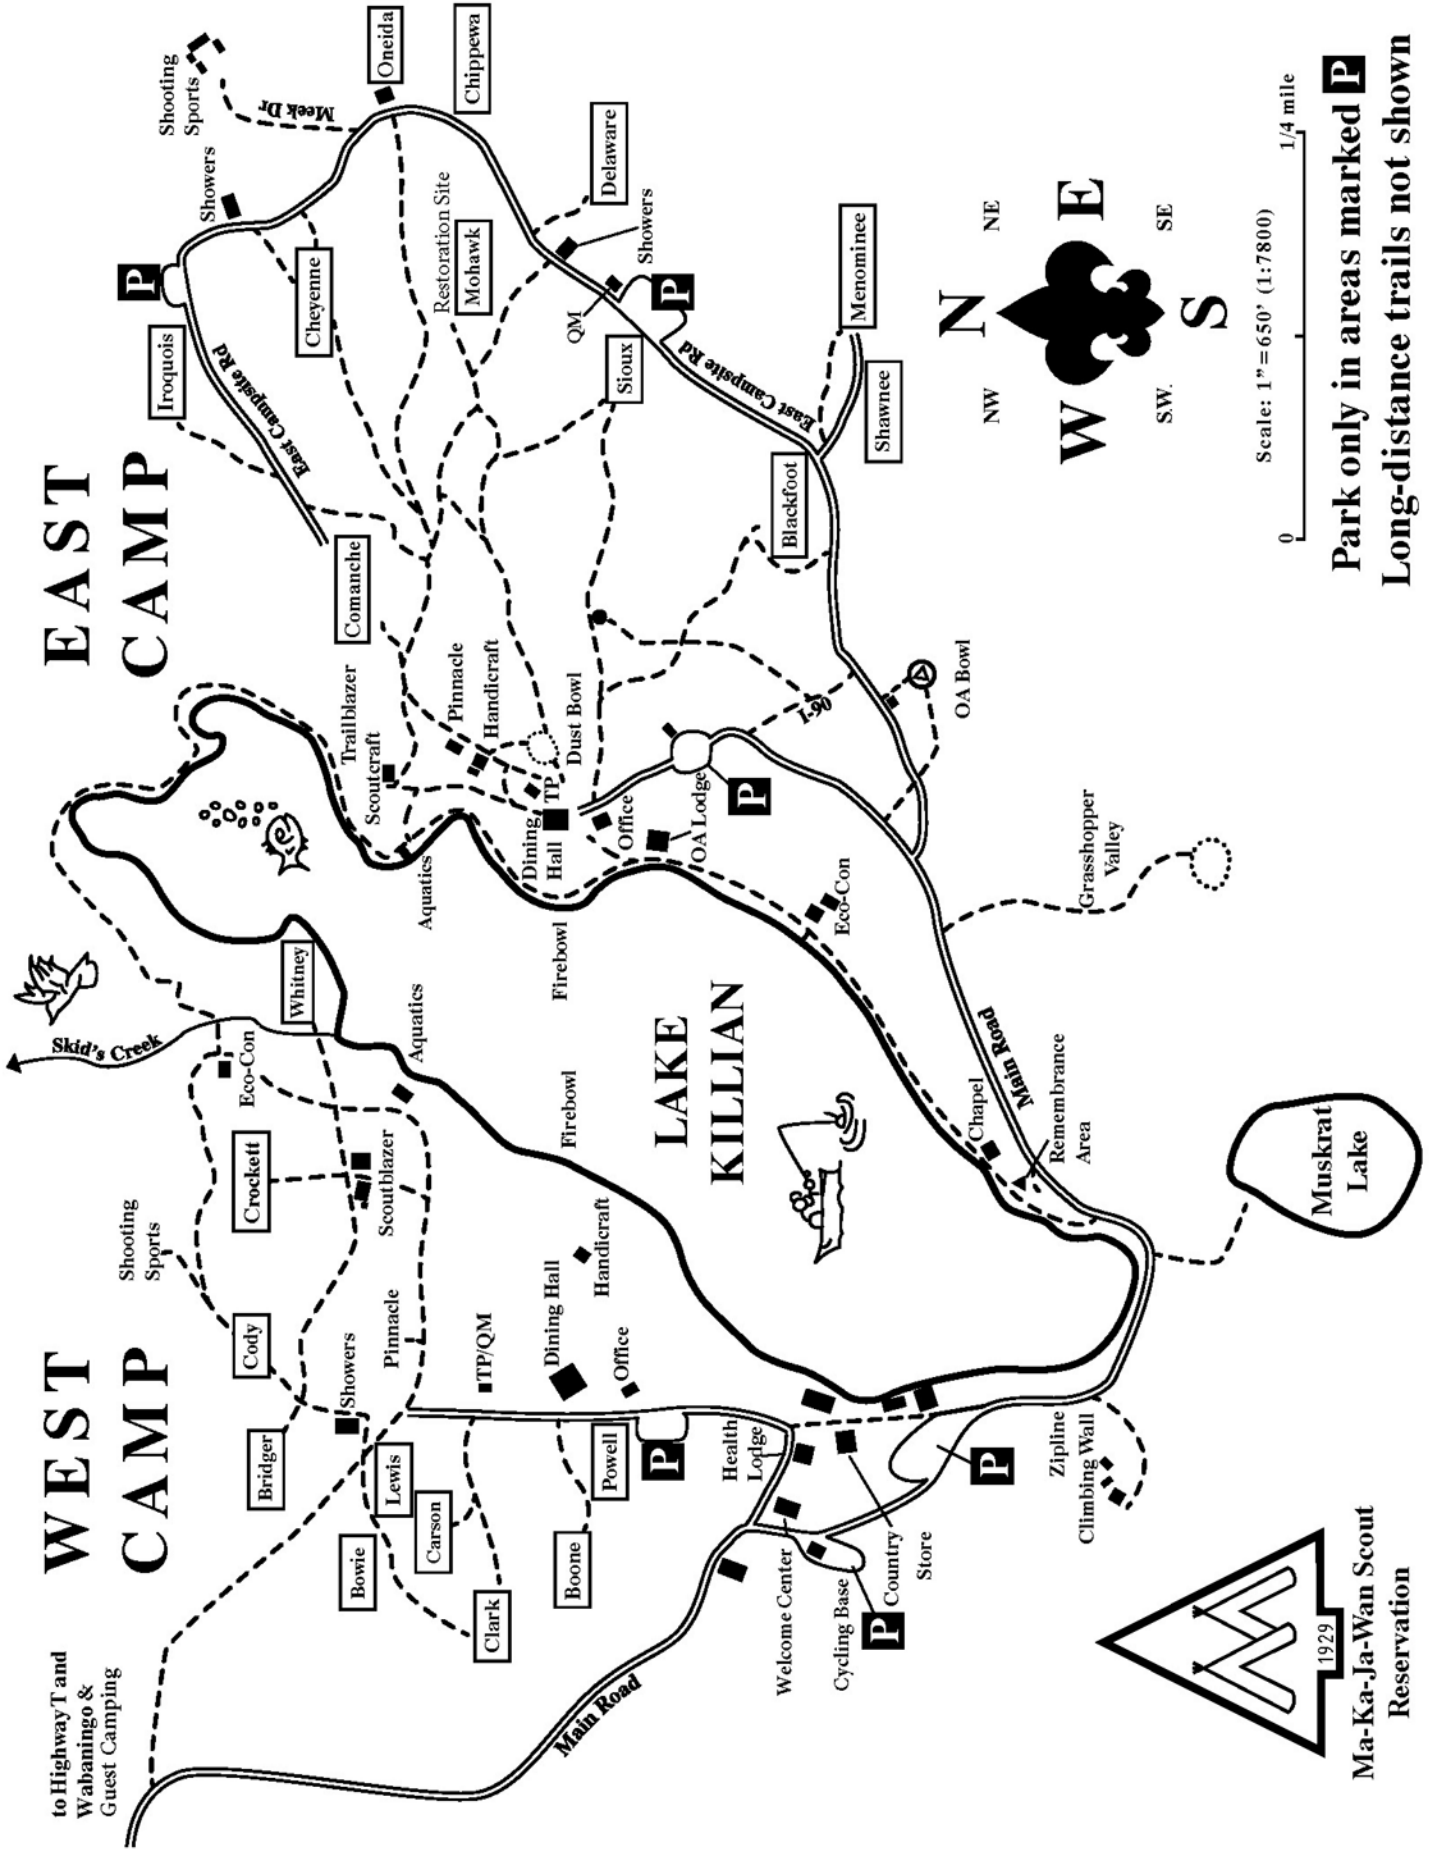 WEST
CAMP
EAST
CAMP
to Highway T and
Wabaningo &
Guest Camping
Skid's Creek
Shooting
Sports
Eco-Con
Whitney
Crockett
Cody
Bridger
Showers
Scoutblazer
Aquatics
Pinnacle
Lewis
Bowie
Carson
Clark
TP/QM
Firebowl
Handicraft
Dining Hall
Office
Powell
Boone
P
Health
Lodge
Main Road
Welcome Center
Cycling Base
P
Country
Store
P
Zipline
Climbing Wall
LAKE
KILLIAN
Iroquois
P
East Campsite Rd
Showers
Shooting
Sports
Meek Dr
Oneida
Chippewa
Cheyenne
Restoration Site
Mohawk
Delaware
Showers
QM
P
Sioux
East Campsite Rd
Menominee
Shawnee
Blackfoot
Comanche
Trailblazer
Scoutcraft
Pinnacle
Handicraft
Dust Bowl
TP
Dining
Hall
Aquatics
Firebowl
Office
OA Lodge
P
I-90
OA Bowl
Eco-Con
Grasshopper
Valley
Main Road
Chapel
Remembrance
Area
Muskrat
Lake
N
NW
NE
W
E
S.W.
SE
S
Scale: 1"=650' (1:7800)
0
1/4 mile
Park only in areas marked P
Long-distance trails not shown
1929
Ma-Ka-Ja-Wan Scout
Reservation